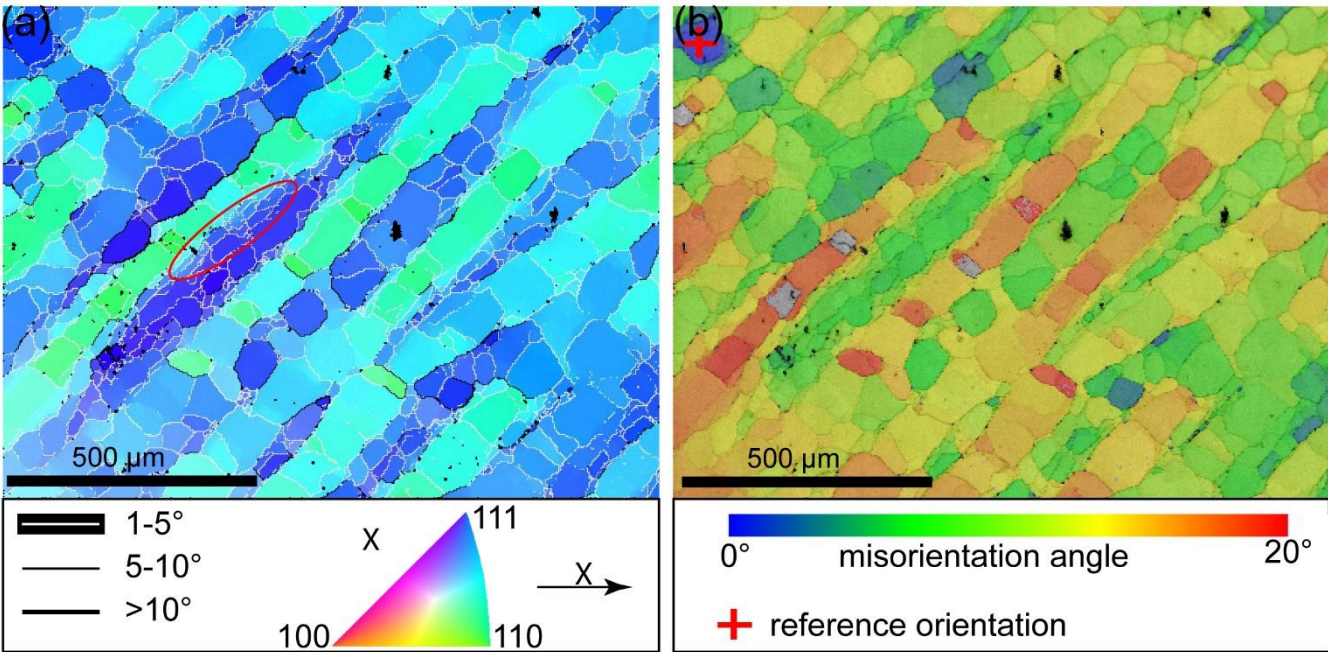 (a)
500 µm
1-5°
5-10°
>10°
X
111
100
110
X
(b)
500 µm
0°
misorientation angle
20°
reference orientation